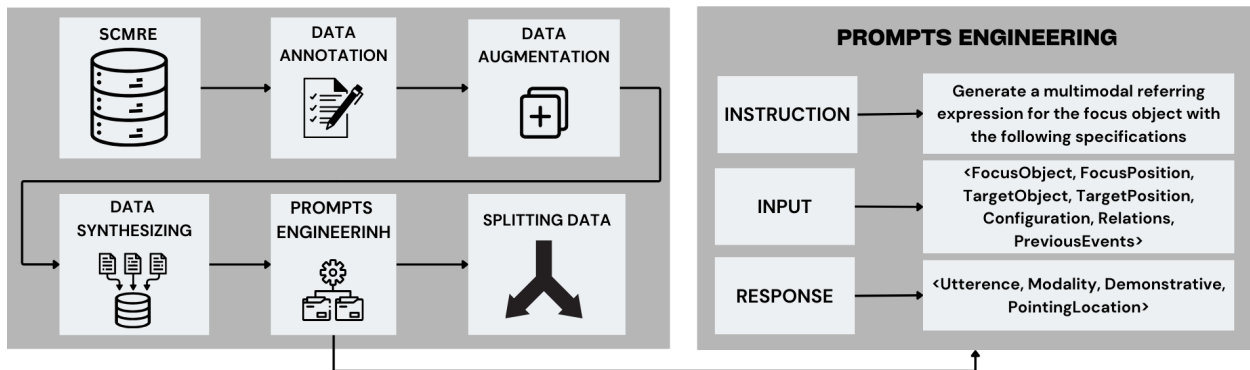 SCMRE
DATA
ANNOTATION
DATA
AUGMENTATION
DATA
SYNTHESIZING
PROMPTS
ENGINEERINH
SPLITTING DATA
PROMPTS ENGINEERING
INSTRUCTION
Generate a multimodal referring
expression for the focus object with
the following specifications
INPUT
<FocusObject, FocusPosition,
TargetObject, TargetPosition,
Configuration, Relations,
PreviousEvents>
RESPONSE
<Utterence, Modality, Demonstrative,
PointingLocation>